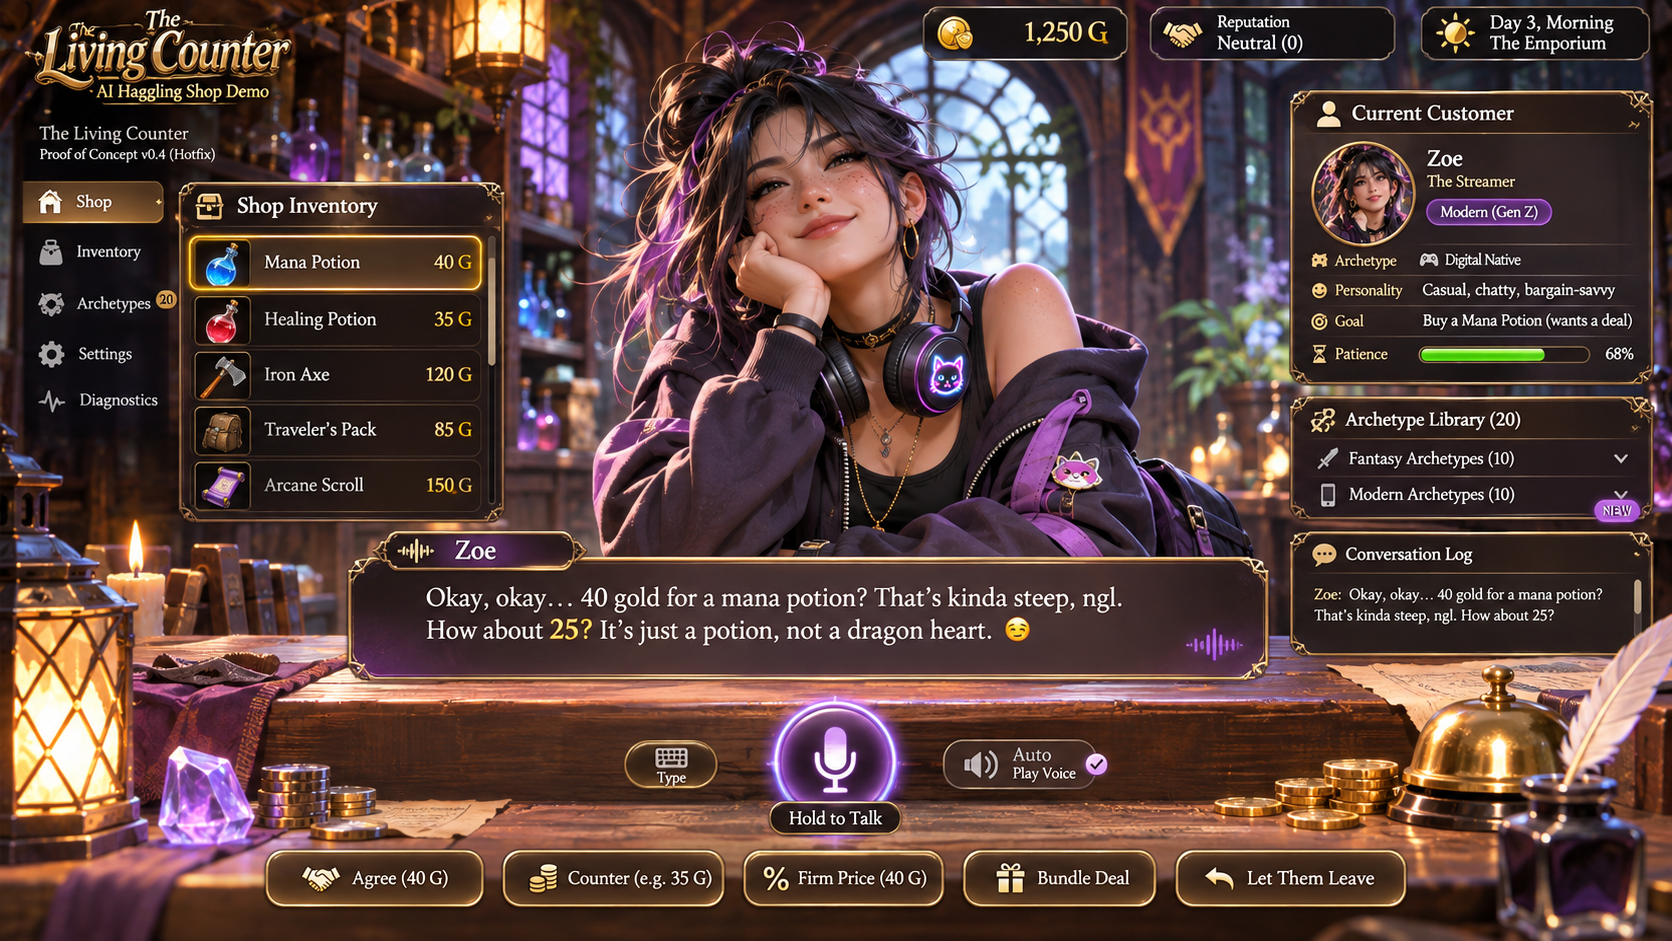 The
Living Counter
AI Haggling Shop Demo
The Living Counter
Proof of Concept v0.4 (Hotfix)
1,250 G
Reputation
Neutral (0)
Day 3, Morning
The Emporium
Shop
Inventory
Archetypes 20
Settings
Diagnostics
Shop Inventory
Mana Potion 40 G
Healing Potion 35 G
Iron Axe 120 G
Traveler's Pack 85 G
Arcane Scroll 150 G
Current Customer
Zoe
The Streamer
Modern (Gen Z)
Archetype Digital Native
Personality Casual, chatty, bargain-savvy
Goal Buy a Mana Potion (wants a deal)
Patience 68%
Archetype Library (20)
Fantasy Archetypes (10)
Modern Archetypes (10)
NEW
Conversation Log
Zoe: Okay, okay... 40 gold for a mana potion?
That's kinda steep, ngl. How about 25?
Zoe
Okay, okay... 40 gold for a mana potion? That's kinda steep, ngl.
How about 25? It's just a potion, not a dragon heart. 😊
Type
Hold to Talk
Auto
Play Voice
Agree (40 G)
Counter (e.g. 35 G)
% Firm Price (40 G)
Bundle Deal
Let Them Leave